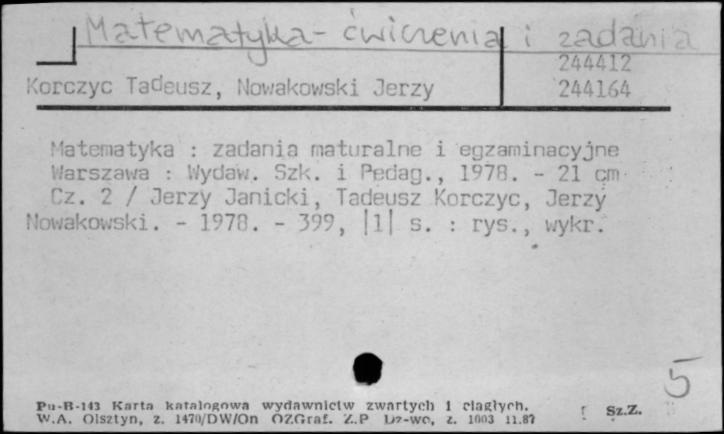 Matematyka - ćwiczenia i zadania
244412
Korczyc Tadeusz, Nowakowski Jerzy 244164
Matematyka : zadania maturalne i egzaminacyjne
Warszawa : Wydaw. Szk. i Pedag., 1978. - 21 cm
Cz. 2 / Jerzy Janicki, Tadeusz Korczyc, Jerzy
Nowakowski. - 1978. - 399, |1| s. : rys., wykr.
5
Pu-B-143 Karta katalogowa wydawnictw zwartych i ciągłych. Sz.Z.
W.A. Olsztyn, z. 1470/DW/On OZGraf. Z.P Dz-wo, z. 1003 11.87